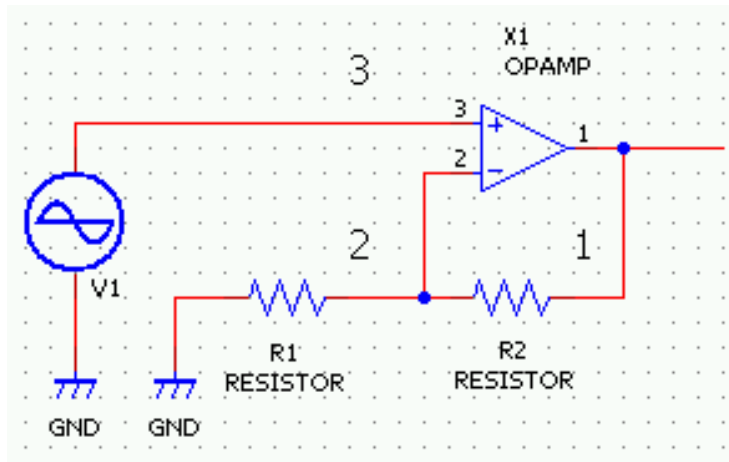 X1
OPAMP
3
3
1
2
2
1
V1
R1
RESISTOR
R2
RESISTOR
GND
GND